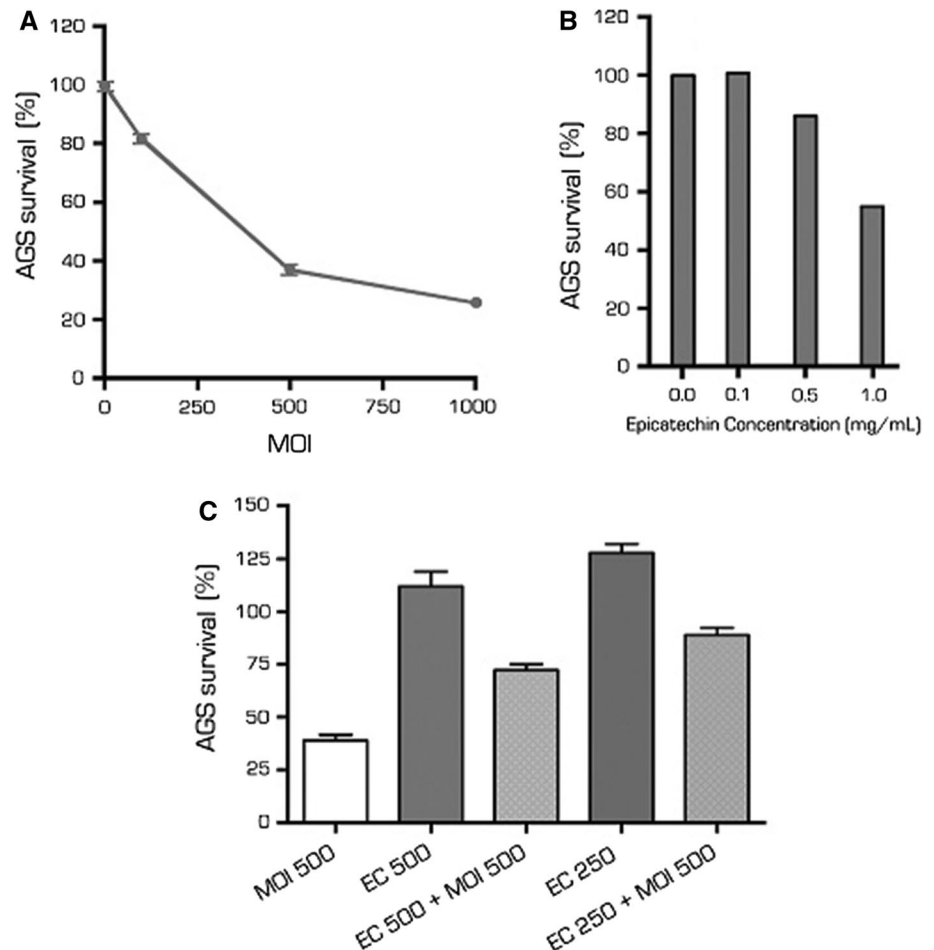 A
120
100
80
60
40
20
0
AGS survival (%)
0 250 500 750 1000
MOI
B
120
100
80
60
40
20
0
AGS survival (%)
0.0 0.1 0.5 1.0
Epicatechin Concentration (mg/mL)
C
150
125
100
75
50
25
0
AGS survival (%)
MOI 500
EC 500
EC 500 + MOI 500
EC 250
EC 250 + MOI 500